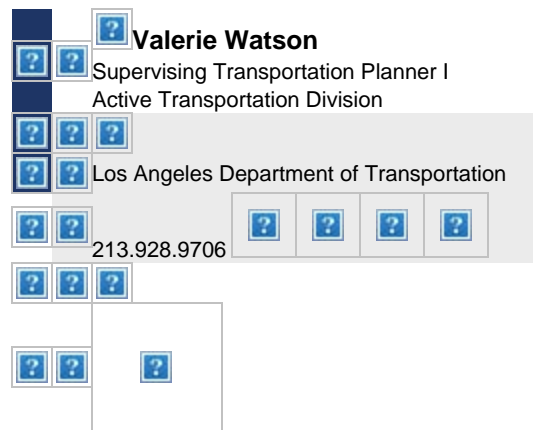 Valerie Watson
Supervising Transportation Planner I
Active Transportation Division
Los Angeles Department of Transportation
213.928.9706